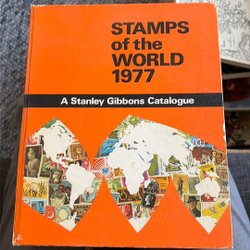 STAMPS
of the
WORLD
1977
A Stanley Gibbons Catalogue